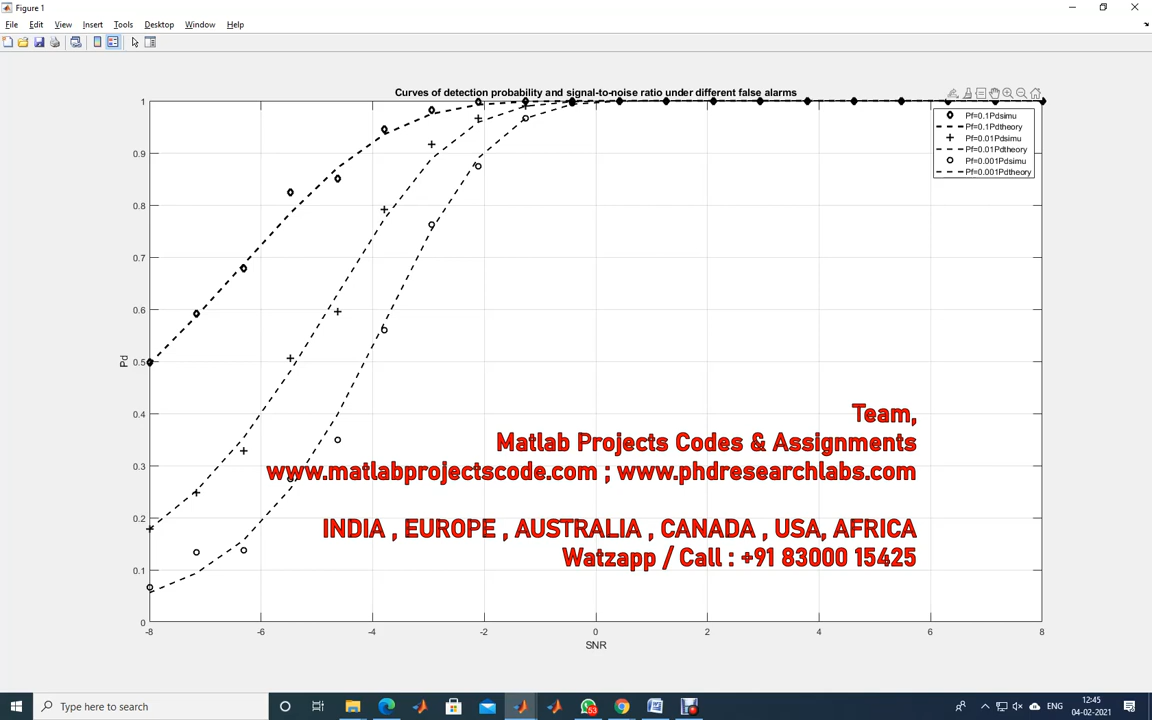 Figure 1
File Edit View Insert Tools Desktop Window Help
Curves of detection probability and signal-to-noise ratio under different false alarms
Pf=0.1Pdsimu
Pf=0.1Pdtheory
Pf=0.01Pdsimu
Pf=0.01Pdtheory
Pf=0.001Pdsimu
Pf=0.001Pdtheory
1
0.9
0.8
0.7
0.6
0.5
0.4
0.3
0.2
0.1
0
Pd
Team,
Matlab Projects Codes & Assignments
www.matlabprojectscode.com ; www.phdresearchlabs.com
INDIA , EUROPE , AUSTRALIA , CANADA , USA, AFRICA
Watzapp / Call : +91 83000 15425
-8 -6 -4 -2 0 2 4 6 8
SNR
Type here to search
53
ENG
12:45
04-02-2021